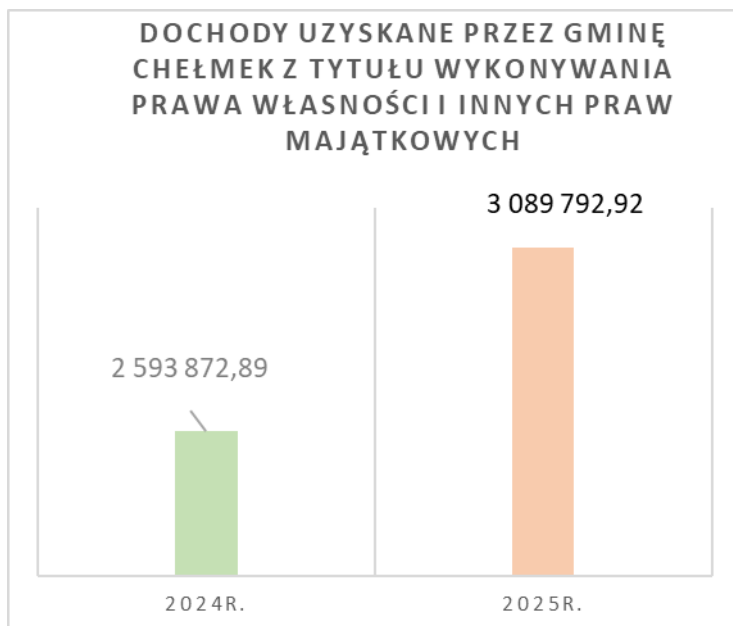 DOCHODY UZYSKANE PRZEZ GMINĘ
CHEŁMEK Z TYTUŁU WYKONYWANIA
PRAWA WŁASNOŚCI I INNYCH PRAW
MAJĄTKOWYCH
3 089 792,92
2 593 872,89
2024R.
2025R.